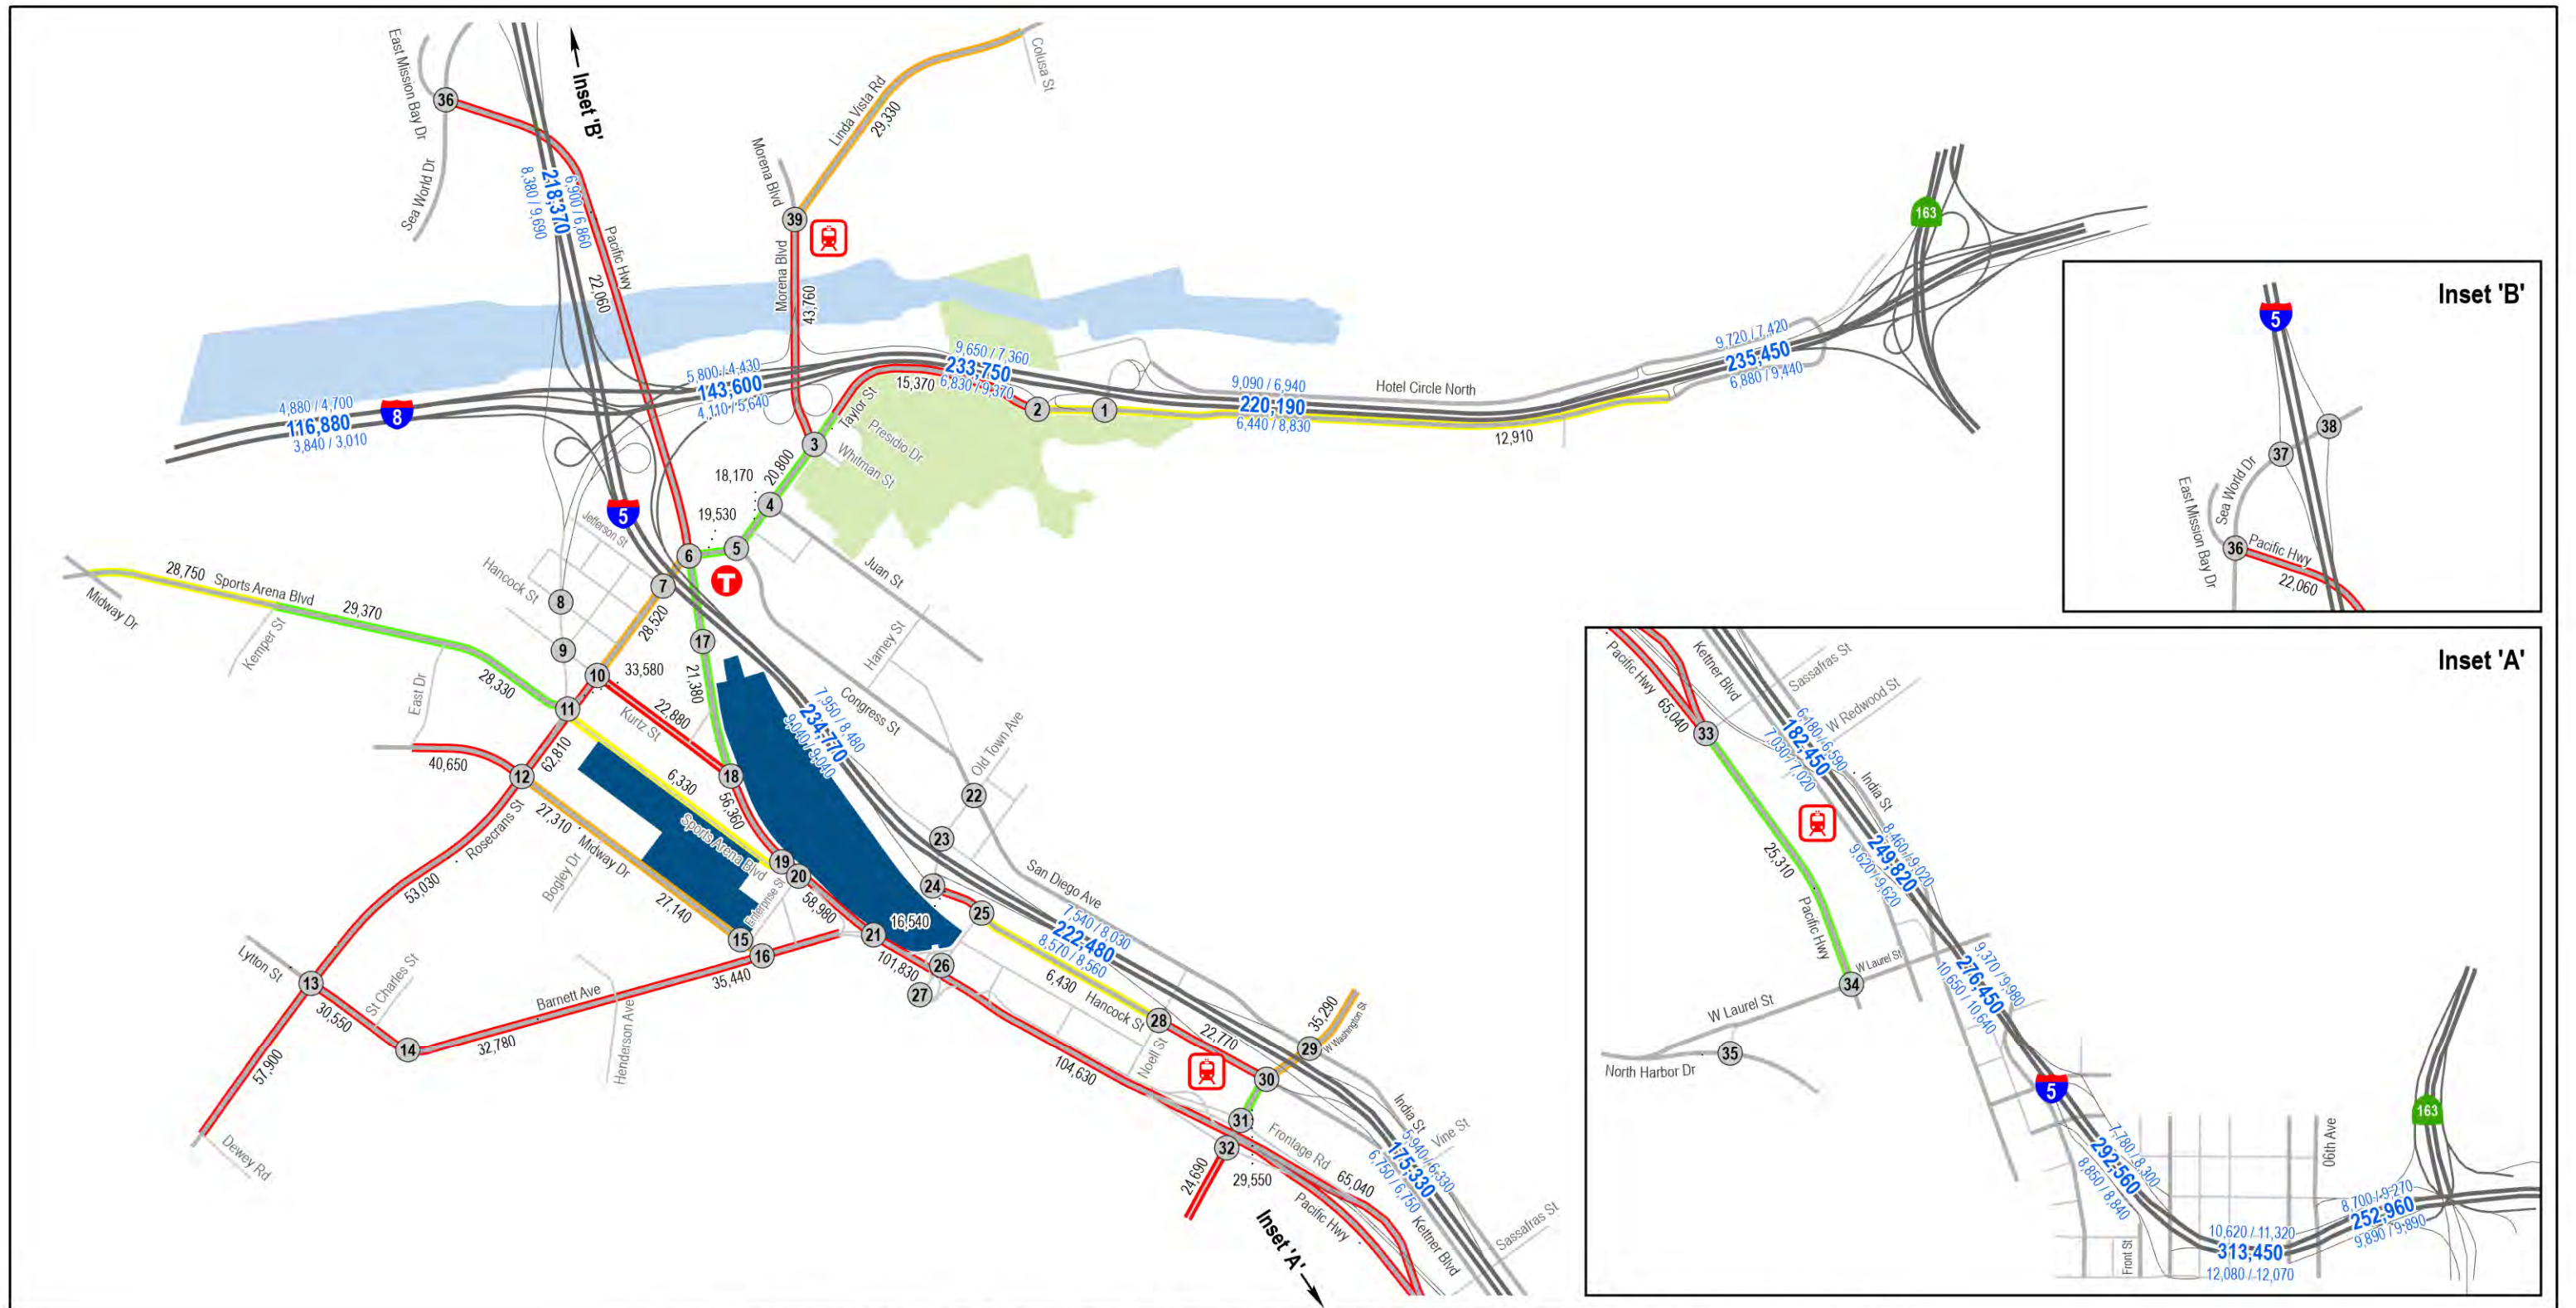 East Mission Bay Dr
36
Sea World Dr
Inset 'B'
8,380 / 9,690
218,370
6,900 / 6,860
Pacific Hwy
22,060
Colusa St
Linda Vista Rd
29,330
Morena Blvd
39
Morena Blvd
43,760
163
4,880 / 4,700
116,880
3,840 / 3,010
8
5,800 / 4,430
143,600
4,110 / 5,640
9,650 / 7,360
233,750
6,830 / 9,370
15,370
2
1
9,090 / 6,940
220,190
6,440 / 8,830
Hotel Circle North
12,910
9,720 / 7,420
235,450
6,880 / 9,440
Taylor St
Presidio Dr
Whitman St
3
20,800
18,170
4
19,530
5
6
5
Jefferson St
7
T
Juan St
Harney St
Congress St
Old Town Ave
28,750
Sports Arena Blvd
29,370
Midway Dr
Kemper St
28,330
East Dr
Hancock St
8
9
28,520
17
10
33,580
11
21,380
22,880
Kurtz St
18
40,650
62,810
12
6,330
56,360
Sports Arena Blvd
19
20
7,950 / 8,480
234,770
9,040 / 9,040
22
23
24
25
San Diego Ave
Rosecrans St
27,310
Midway Dr
Bogley Dr
27,140
Enterprise St
58,980
15
16
16,540
21
53,030
Lytton St
13
St Charles St
30,550
14
57,900
Dewey Rd
32,780
Barnett Ave
Henderson Ave
35,440
101,830
26
27
7,540 / 8,030
222,480
8,570 / 8,560
6,430
Hancock St
28
22,770
35,290
W Washington St
29
30
Noell St
104,630
31
32
24,690
29,550
Frontage Rd
65,040
Pacific Hwy
India St
Vine St
5,940 / 6,330
175,330
6,750 / 6,750
Kettner Blvd
Sassafras St
Inset 'A'
Inset 'B'
5
38
37
Sea World Dr
East Mission Bay Dr
36
Pacific Hwy
22,060
Inset 'A'
Pacific Hwy
65,040
Kettner Blvd
33
Sassafras St
W Redwood St
6,180 / 6,590
182,450
7,030 / 7,020
India St
8,460 / 9,020
249,820
9,620 / 9,620
25,310
Pacific Hwy
W Laurel St
34
W Laurel St
35
North Harbor Dr
9,370 / 9,980
276,450
10,650 / 10,640
5
7,780 / 8,300
292,560
8,850 / 8,840
Front St
06th Ave
163
10,620 / 11,320
313,450
12,080 / 12,070
8,700 / 9,270
252,960
9,890 / 9,890